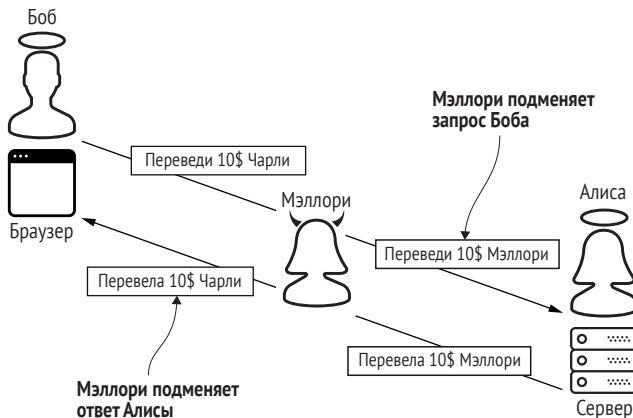 Боб
Мэллори подменяет
запрос Боба
Переведи 10$ Чарли
Мэллори
Алиса
Браузер
Переведи 10$ Мэллори
Перевела 10$ Чарли
Перевела 10$ Мэллори
Мэллори подменяет
ответ Алисы
Сервер